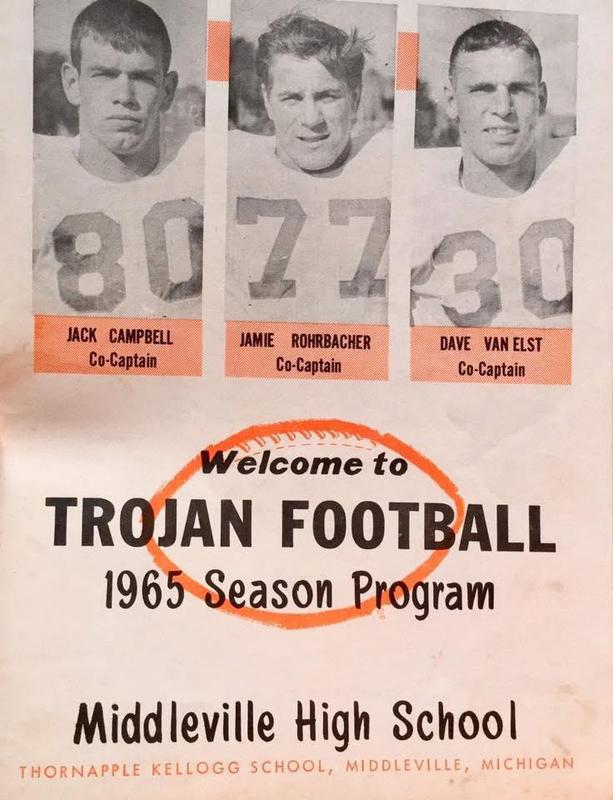 80
77
30
JACK CAMPBELL
Co-Captain
JAMIE ROHRBACHER
Co-Captain
DAVE VAN ELST
Co-Captain
Welcome to
TROJAN FOOTBALL
1965 Season Program
Middleville High School
THORNAPPLE KELLOGG SCHOOL, MIDDLEVILLE, MICHIGAN